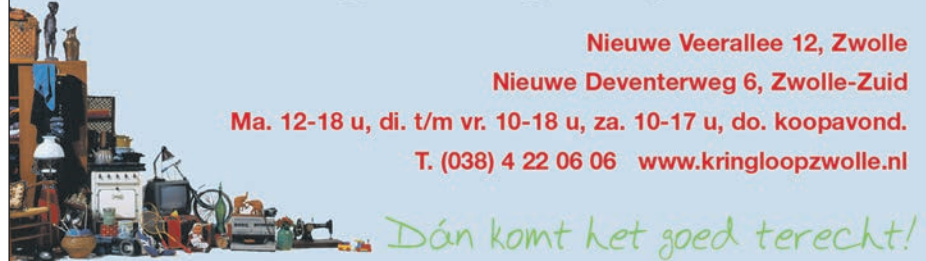 Nieuwe Veerallee 12, Zwolle
Nieuwe Deventerweg 6, Zwolle-Zuid
Ma. 12-18 u, di. t/m vr. 10-18 u, za. 10-17 u, do. koopavond.
T. (038) 4 22 06 06 www.kringloopzwolle.nl
Dán komt het goed terecht!